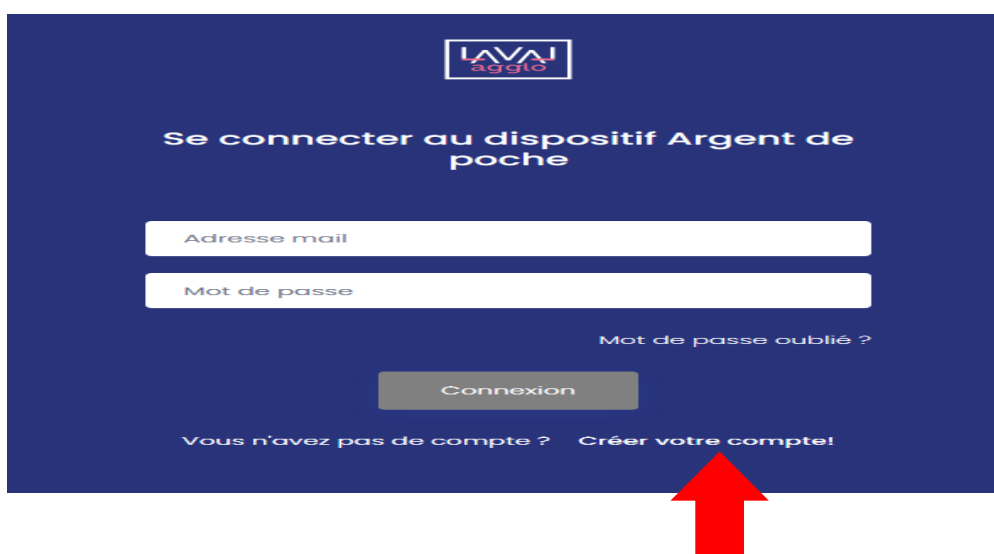 LAVAL
agglo
Se connecter au dispositif Argent de
poche
Adresse mail
Mot de passe
Mot de passe oublié ?
Connexion
Vous n'avez pas de compte ? Créer votre compte!